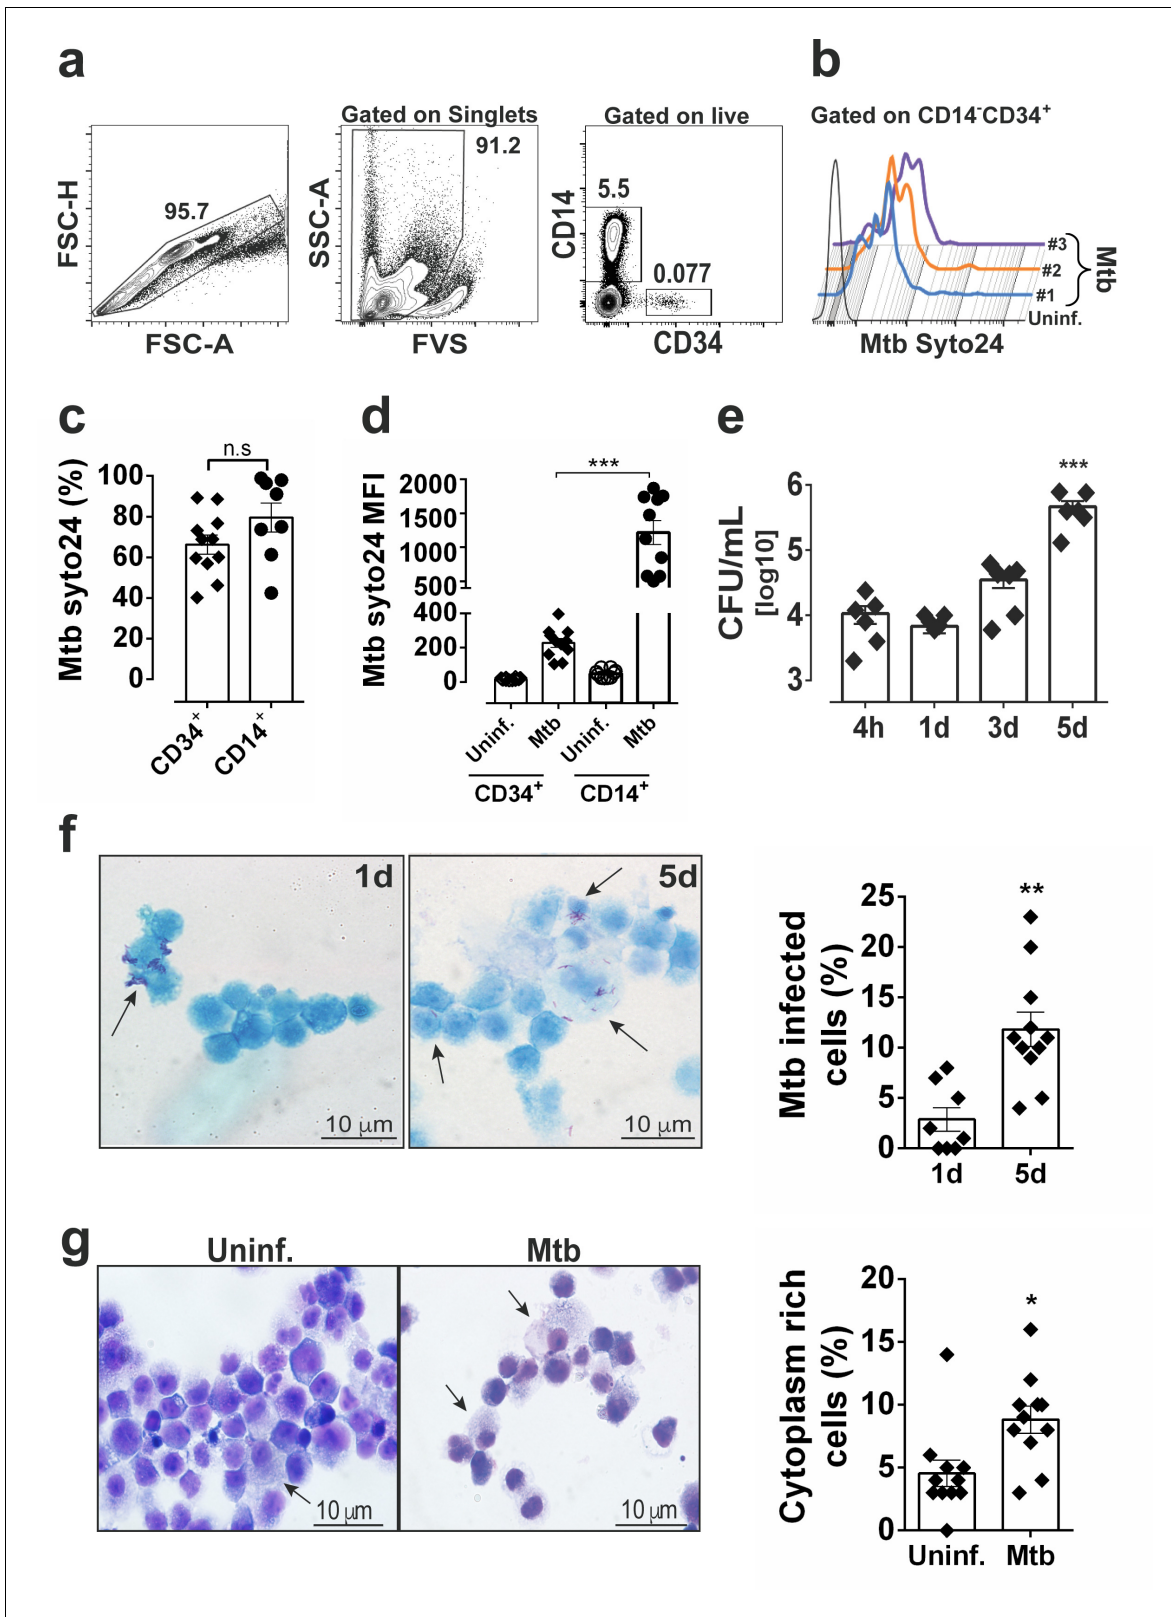 a
b
Gated on Singlets
Gated on live
Gated on CD14⁻CD34⁺
FSC-H
95.7
FSC-A
SSC-A
91.2
FVS
CD14
5.5
0.077
CD34
#3
#2
#1
Mtb
Uninf.
Mtb Syto24
c
Mtb syto24 (%)
n.s
100
80
60
40
20
0
CD34⁺
CD14⁺
d
Mtb syto24 MFI
***
2000
1500
1000
500
400
200
0
Uninf.
Mtb
Uninf.
Mtb
CD34⁺
CD14⁺
e
CFU/mL
[log10]
***
6
5
4
3
4h
1d
3d
5d
f
1d
10 µm
5d
10 µm
Mtb infected
cells (%)
**
25
20
15
10
5
0
1d
5d
g
Uninf.
10 µm
Mtb
10 µm
Cytoplasm rich
cells (%)
*
20
15
10
5
0
Uninf.
Mtb